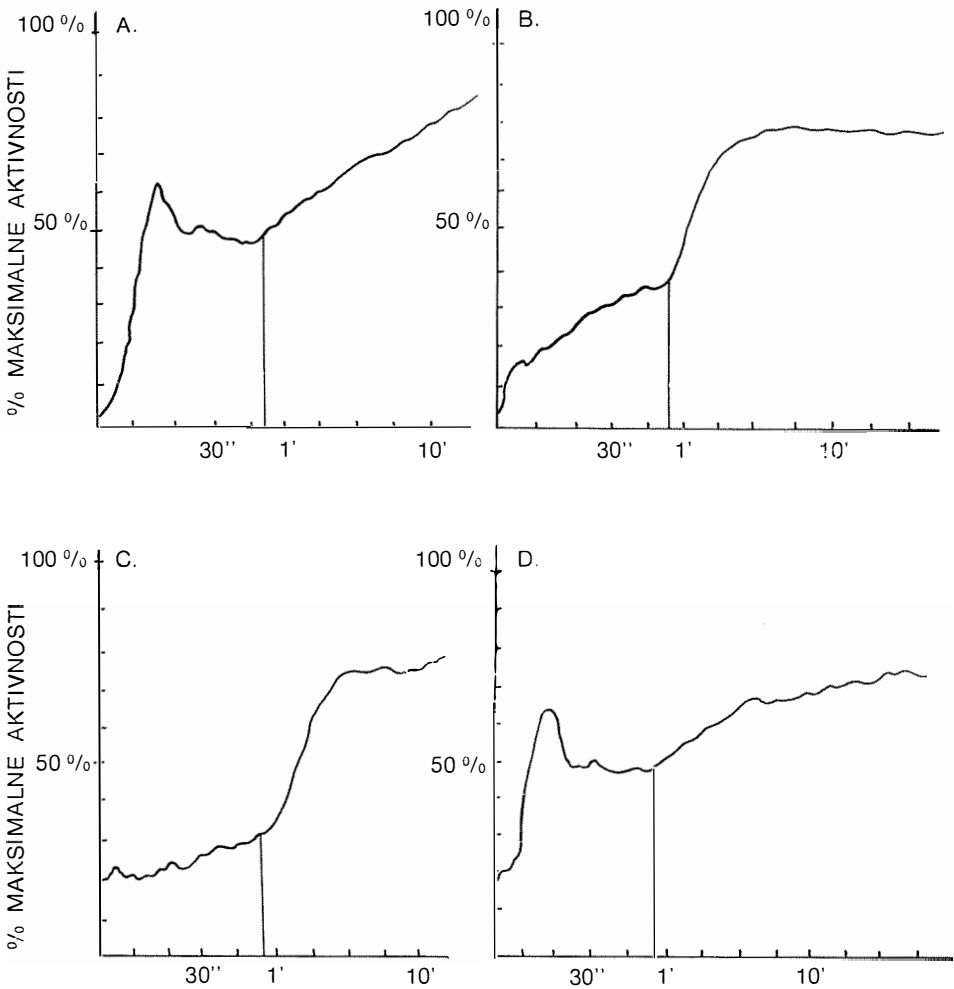 100 % A.
100 % B.
% MAKSIMALNE AKTIVNOSTI
50 %
50 %
30'' 1' 10'
30'' 1' 10'
100 % C.
100 % D.
% MAKSIMALNE AKTIVNOSTI
50 %
50 %
30'' 1' 10'
30'' 1' 10'